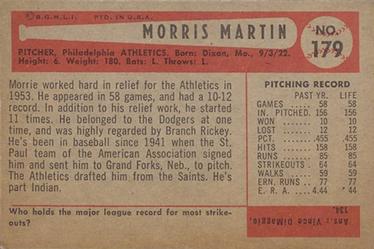 © B.G.H.L.I. PTD. IN U.S.A.
MORRIS MARTIN
NO. 179
PITCHER, Philadelphia ATHLETICS. Born: Dixon, Mo., 9/3/22.
Height: 6. Weight: 180. Bats: L. Throws: L.
Morrie worked hard in relief for the Athletics in
1953. He appeared in 58 games, and had a 10-12
record. In addition to his relief work, he started
11 times. He belonged to the Dodgers at one
time, and was highly regarded by Branch Rickey.
He's been in baseball since 1941 when the St.
Paul team of the American Association signed
him and sent him to Grand Forks, Neb., to pitch.
The Athletics drafted him from the Saints. He's
part Indian.
PITCHING RECORD
PAST YR. LIFE
GAMES 58 58
IN. PITCHED 156 156
WON 10 10
LOST 12 12
PCT. .455 .455
HITS 158 158
RUNS 85 85
STRIKEOUTS 64 64
WALKS 59 59
ERN. RUNS 77 77
E. R. A. 4.44 4.44
Who holds the major league record for most strike-
outs?
Ans: Vince DiMaggio,
134.